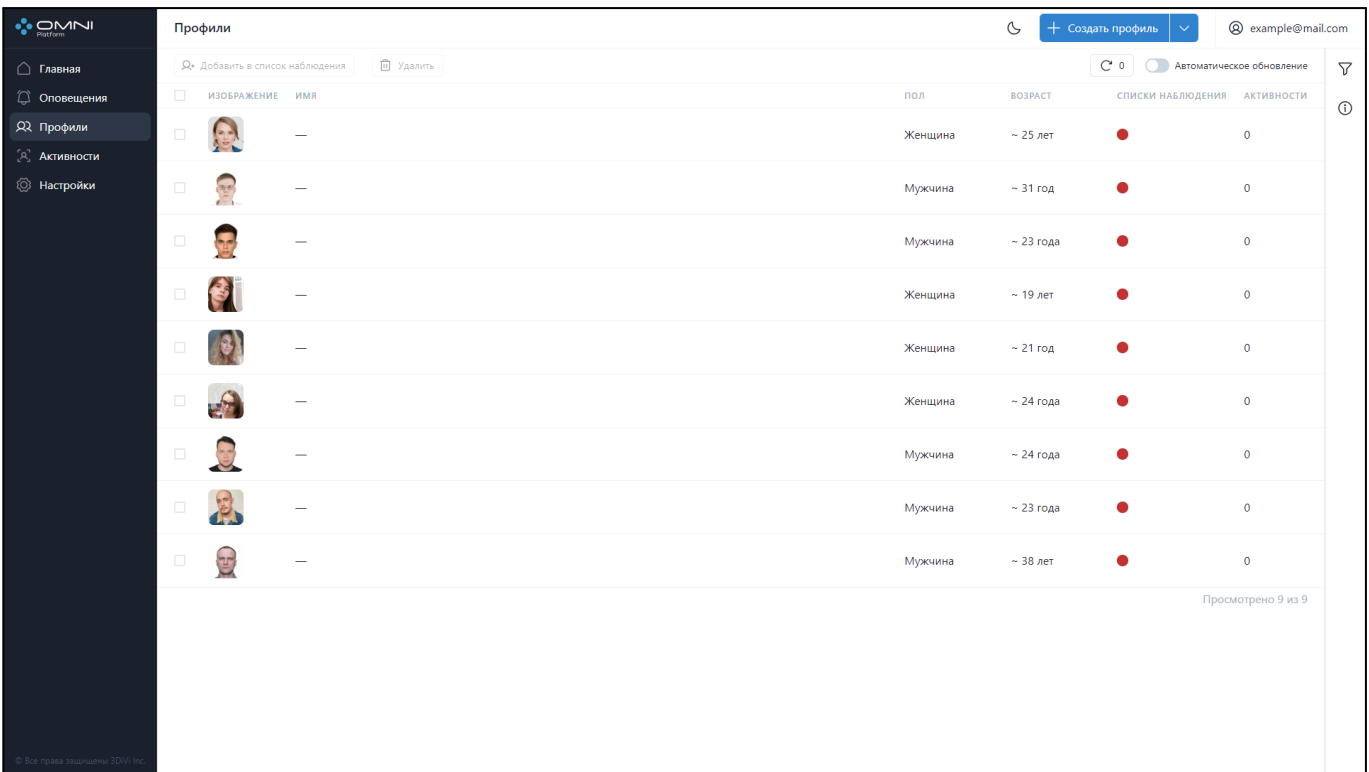 OMNI
Platform
Профили
Создать профиль
example@mail.com
Главная
Оповещения
Профили
Активности
Настройки
Добавить в список наблюдения Удалить 0 Автоматическое обновление
ИЗОБРАЖЕНИЕ ИМЯ ПОЛ ВОЗРАСТ СПИСКИ НАБЛЮДЕНИЯ АКТИВНОСТИ
— Женщина ~ 25 лет 0
— Мужчина ~ 31 год 0
— Мужчина ~ 23 года 0
— Женщина ~ 19 лет 0
— Женщина ~ 21 год 0
— Женщина ~ 24 года 0
— Мужчина ~ 24 года 0
— Мужчина ~ 23 года 0
— Мужчина ~ 38 лет 0
Просмотрено 9 из 9
© Все права защищены 3DiVi Inc.